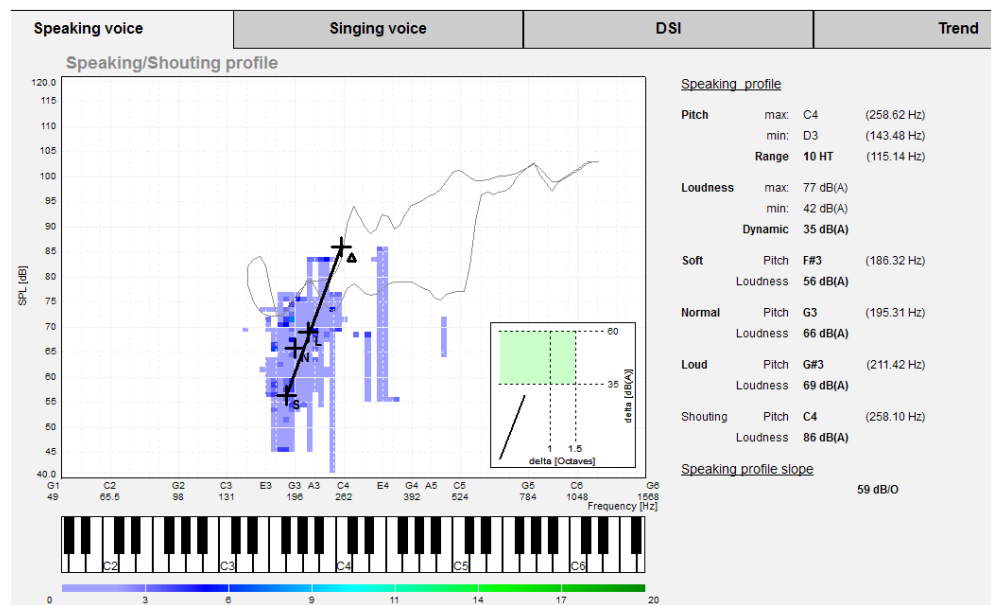 Speaking voice Singing voice DSI Trend
Speaking/Shouting profile
120.0
115
110
105
100
95
90
85
80
75
70
65
60
55
50
45
40.0
SPL [dB]
Δ
L
N
S
60
35
delta [dB(A)]
1 1.5
delta [Octaves]
G1 C2 G2 C3 E3 G3 A3 C4 E4 G4 A5 C5 G5 C6 G6
49 65.5 98 131 196 262 392 524 784 1048 1568
Frequency [Hz]
C2 C3 C4 C5 C6
0 3 6 9 11 14 17 20
Speaking profile
Pitch max: C4 (258.62 Hz)
min: D3 (143.48 Hz)
Range 10 HT (115.14 Hz)
Loudness max: 77 dB(A)
min: 42 dB(A)
Dynamic 35 dB(A)
Soft Pitch F#3 (186.32 Hz)
Loudness 56 dB(A)
Normal Pitch G3 (195.31 Hz)
Loudness 66 dB(A)
Loud Pitch G#3 (211.42 Hz)
Loudness 69 dB(A)
Shouting Pitch C4 (258.10 Hz)
Loudness 86 dB(A)
Speaking profile slope
59 dB/O